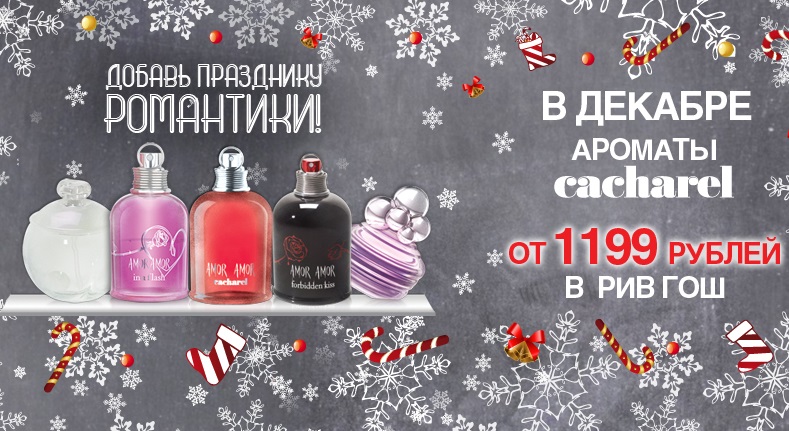 ДОБАВЬ ПРАЗДНИКУ
РОМАНТИКИ!
В ДЕКАБРЕ
АРОМАТЫ
cacharel
ОТ 1199 РУБЛЕЙ
В РИВ ГОШ
AMOR AMOR
in a flash
AMOR AMOR
cacharel
AMOR AMOR
forbidden kiss